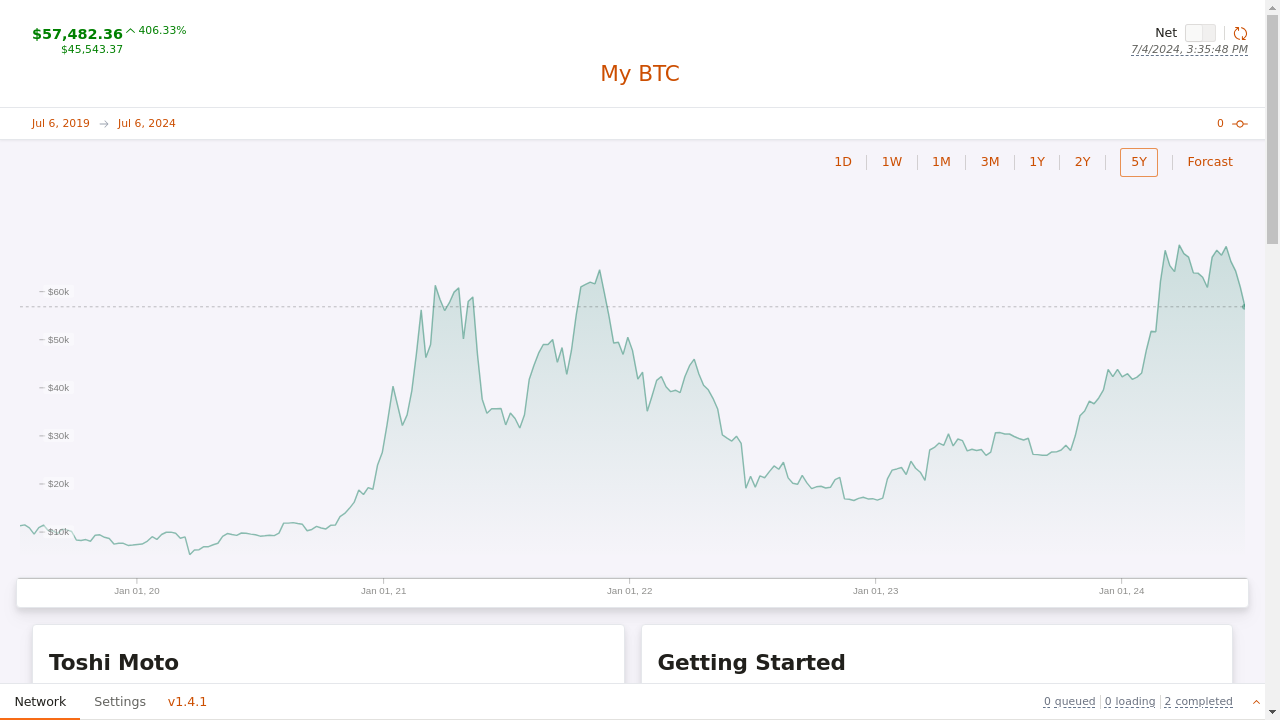 $57,482.36 406.33%
$45,543.37
Net
7/4/2024, 3:35:48 PM
My BTC
Jul 6, 2019 → Jul 6, 2024
0
1D 1W 1M 3M 1Y 2Y 5Y Forcast
$60k
$50k
$40k
$30k
$20k
$10k
Jan 01, 20 Jan 01, 21 Jan 01, 22 Jan 01, 23 Jan 01, 24
Toshi Moto
Getting Started
Network Settings v1.4.1
0 queued 0 loading 2 completed